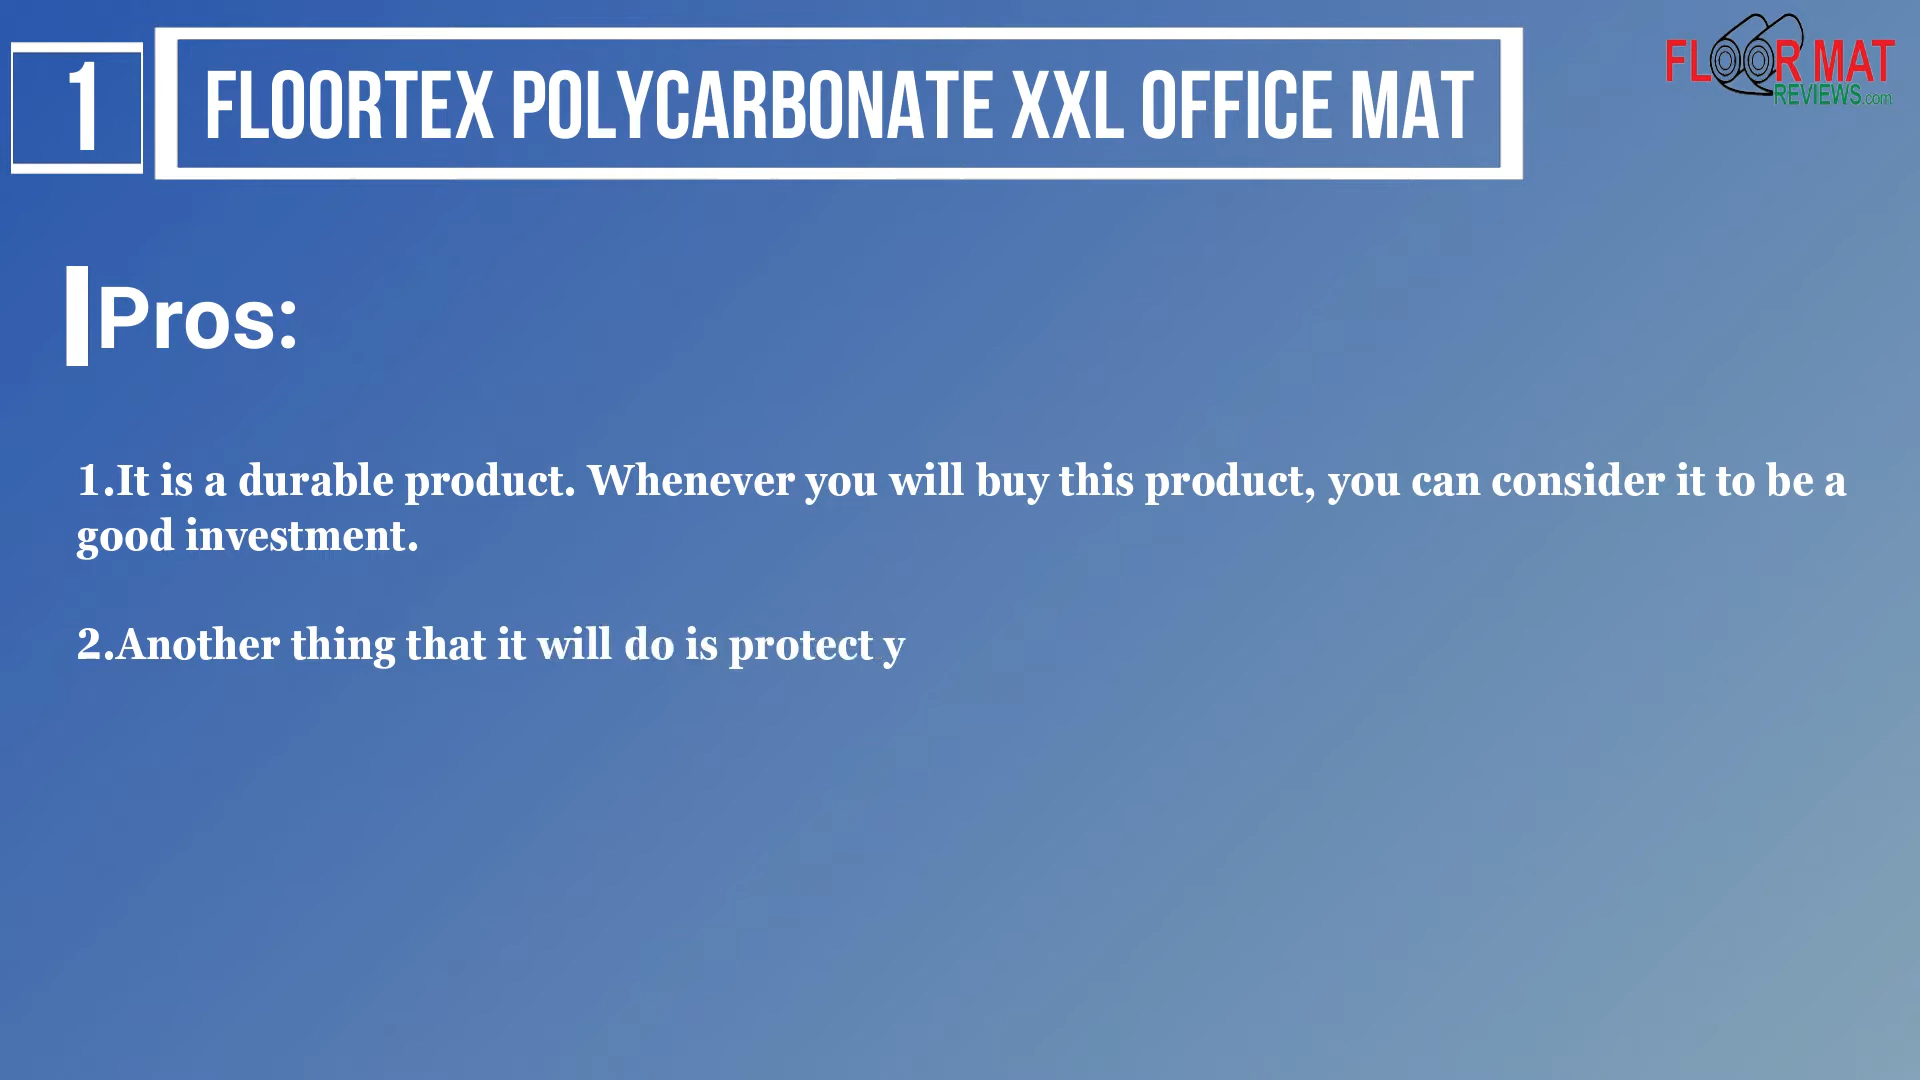 1
FLOORTEX POLYCARBONATE XXL OFFICE MAT
FLOOR MAT
REVIEWS.com
Pros:
1.It is a durable product. Whenever you will buy this product, you can consider it to be a
good investment.
2.Another thing that it will do is protect y